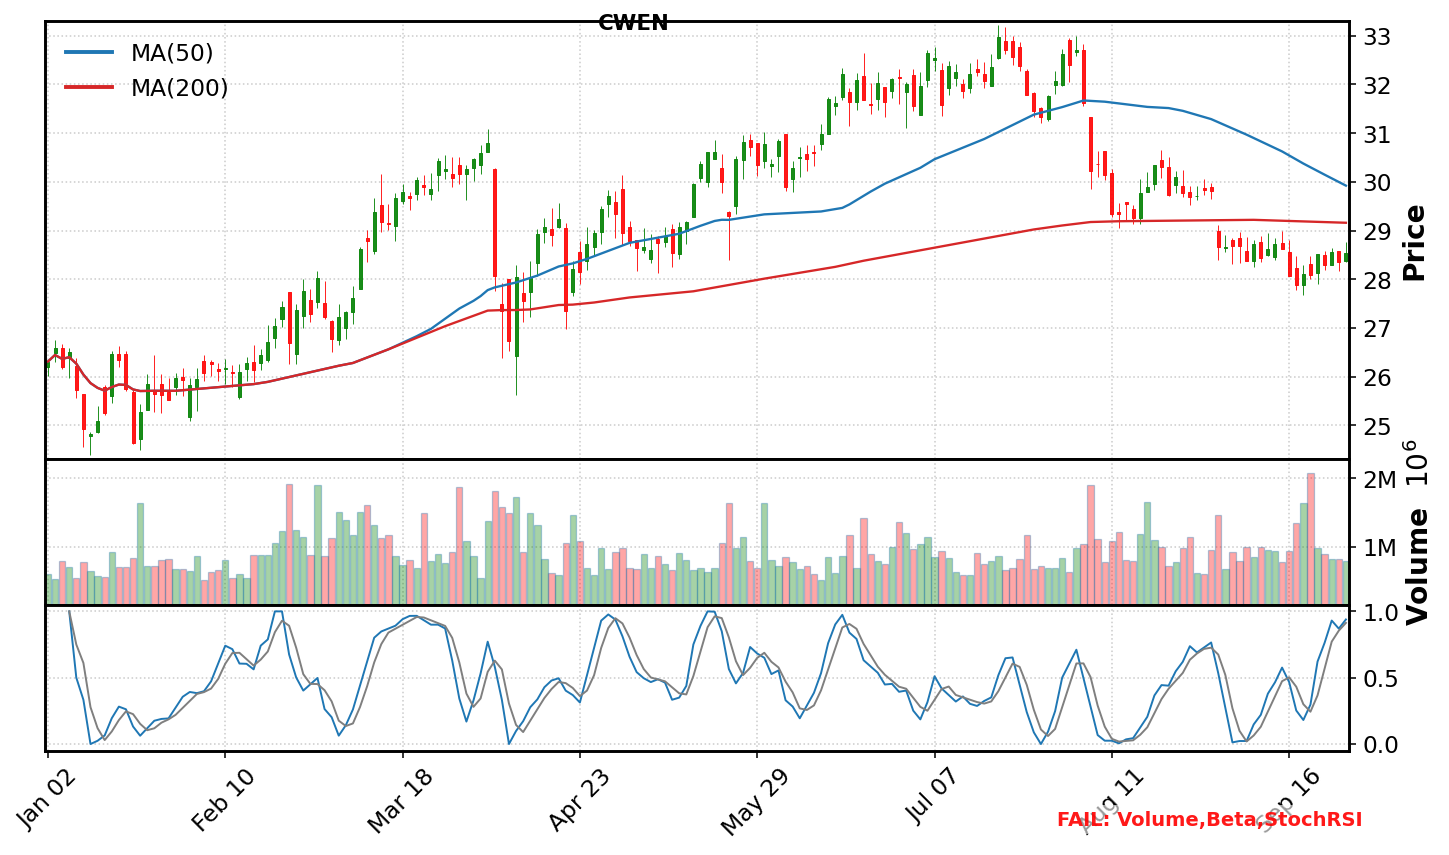 CWEN
MA(50)
MA(200)
33
32
31
30
29
28
27
26
25
Price
2M
1M
Volume 10^6
1.0
0.5
0.0
Jan 02
Feb 10
Mar 18
Apr 23
May 29
Jul 07
Aug 11
Sep 16
FAIL: Volume,Beta,StochRSI